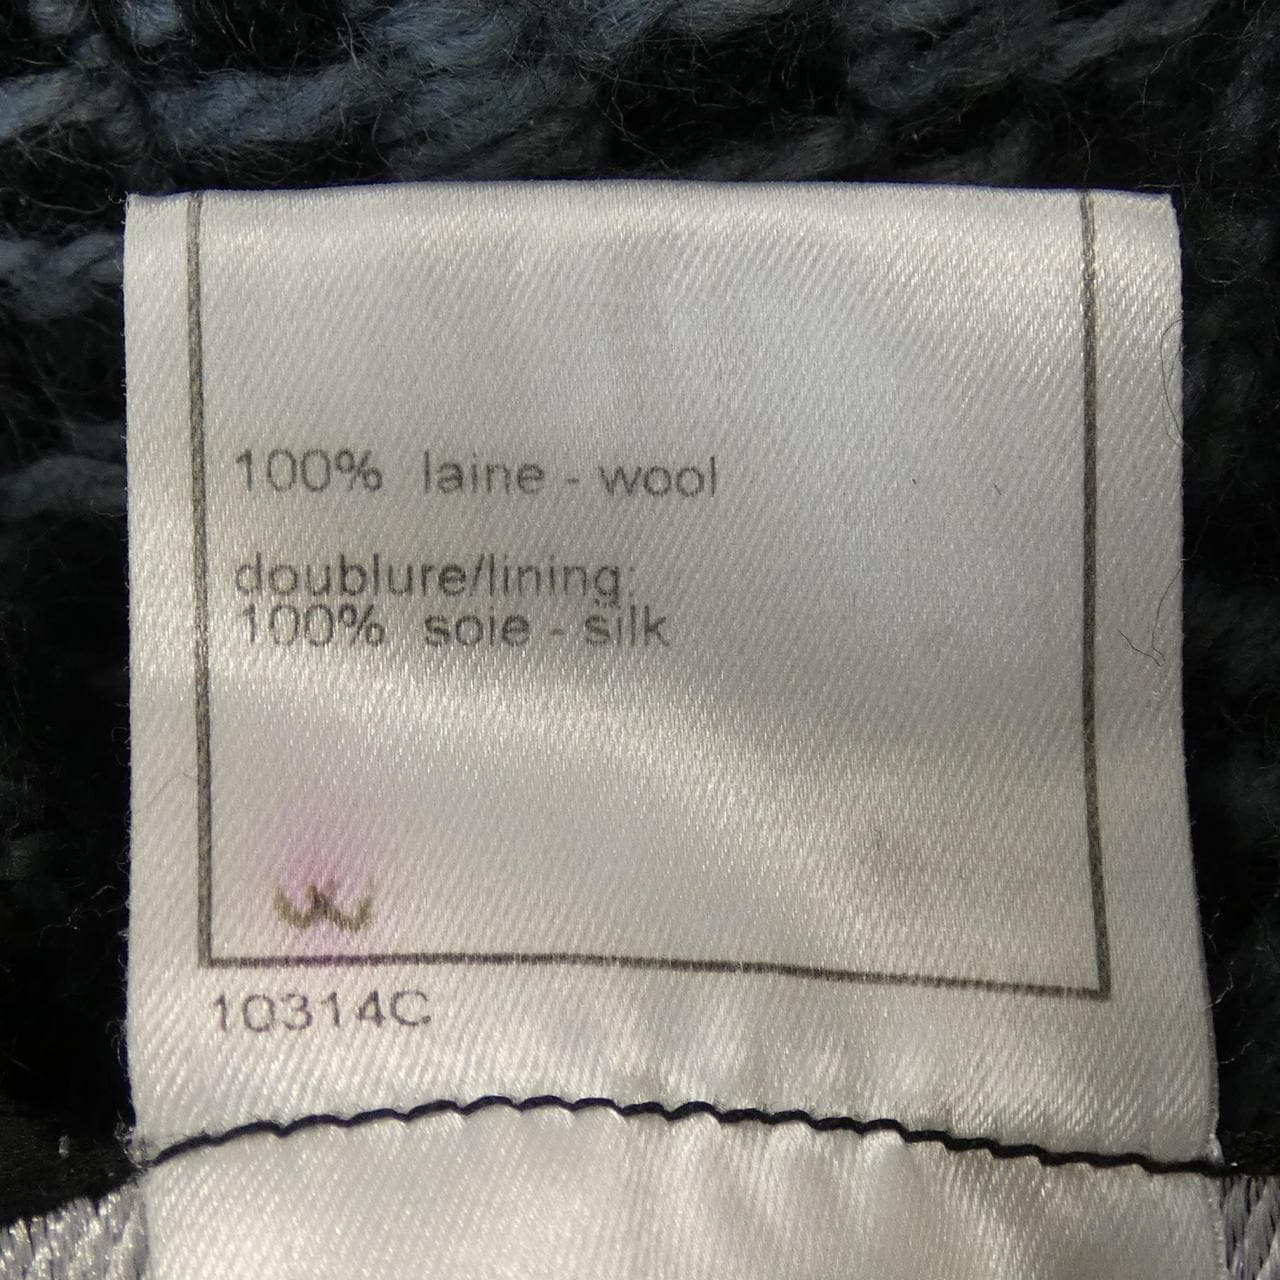 100% laine - wool
doublure/lining:
100% soie - silk
10314C